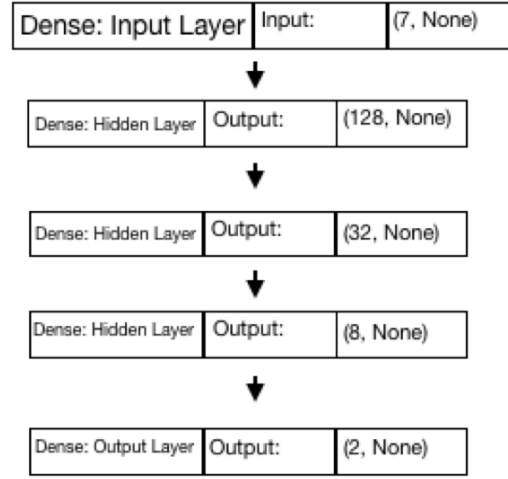 Dense: Input Layer Input: (7, None)
Dense: Hidden Layer Output: (128, None)
Dense: Hidden Layer Output: (32, None)
Dense: Hidden Layer Output: (8, None)
Dense: Output Layer Output: (2, None)